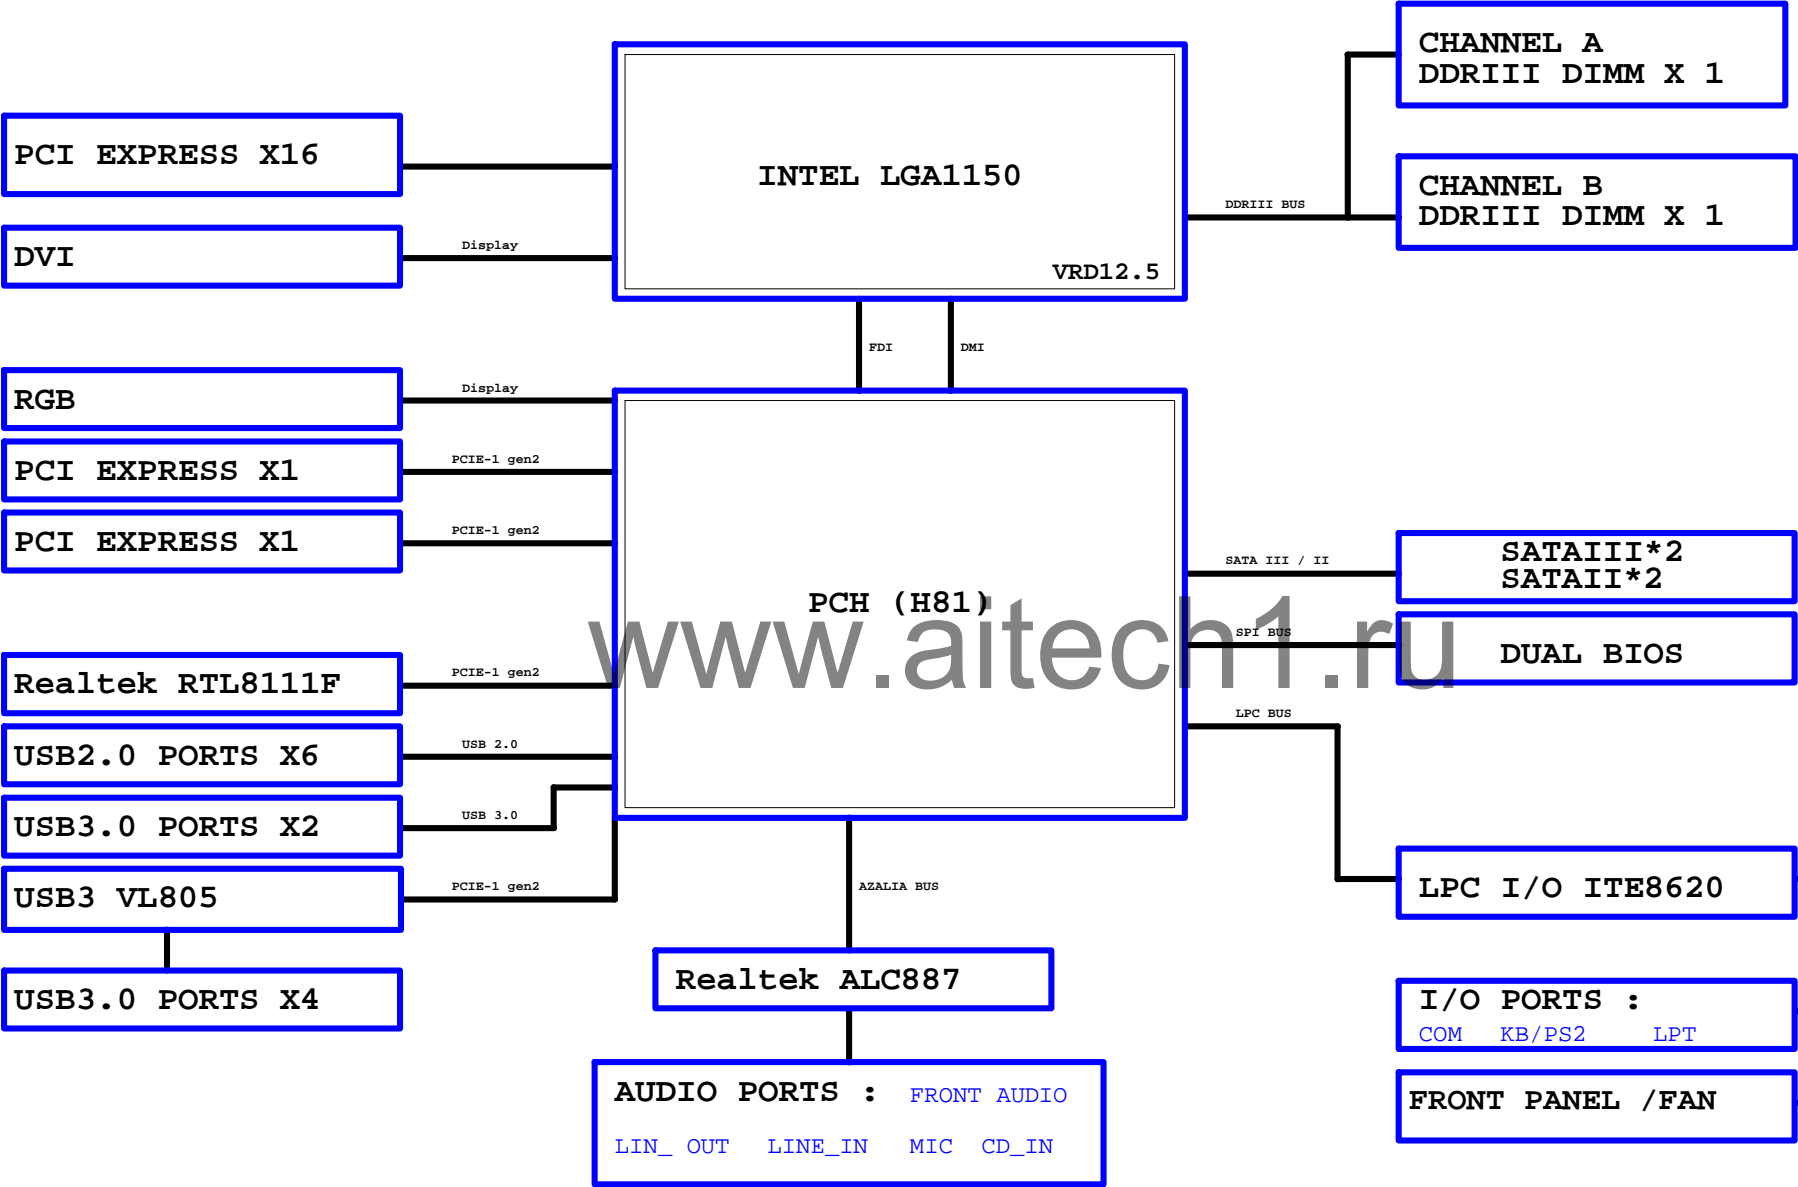 CHANNEL A
DDRIII DIMM X 1
PCI EXPRESS X16
INTEL LGA1150
CHANNEL B
DDRIII DIMM X 1
DDRIII BUS
DVI
Display
VRD12.5
FDI
DMI
RGB
Display
PCI EXPRESS X1
PCIE-1 gen2
PCI EXPRESS X1
PCIE-1 gen2
SATA III / II
SATAIII*2
SATAII*2
PCH (H81)
www.aitech1.ru
SPI BUS
DUAL BIOS
Realtek RTL8111F
PCIE-1 gen2
LPC BUS
USB2.0 PORTS X6
USB 2.0
USB3.0 PORTS X2
USB 3.0
USB3 VL805
PCIE-1 gen2
AZALIA BUS
LPC I/O ITE8620
Realtek ALC887
USB3.0 PORTS X4
I/O PORTS :
COM KB/PS2 LPT
AUDIO PORTS : FRONT AUDIO
LIN_ OUT LINE_IN MIC CD_IN
FRONT PANEL /FAN